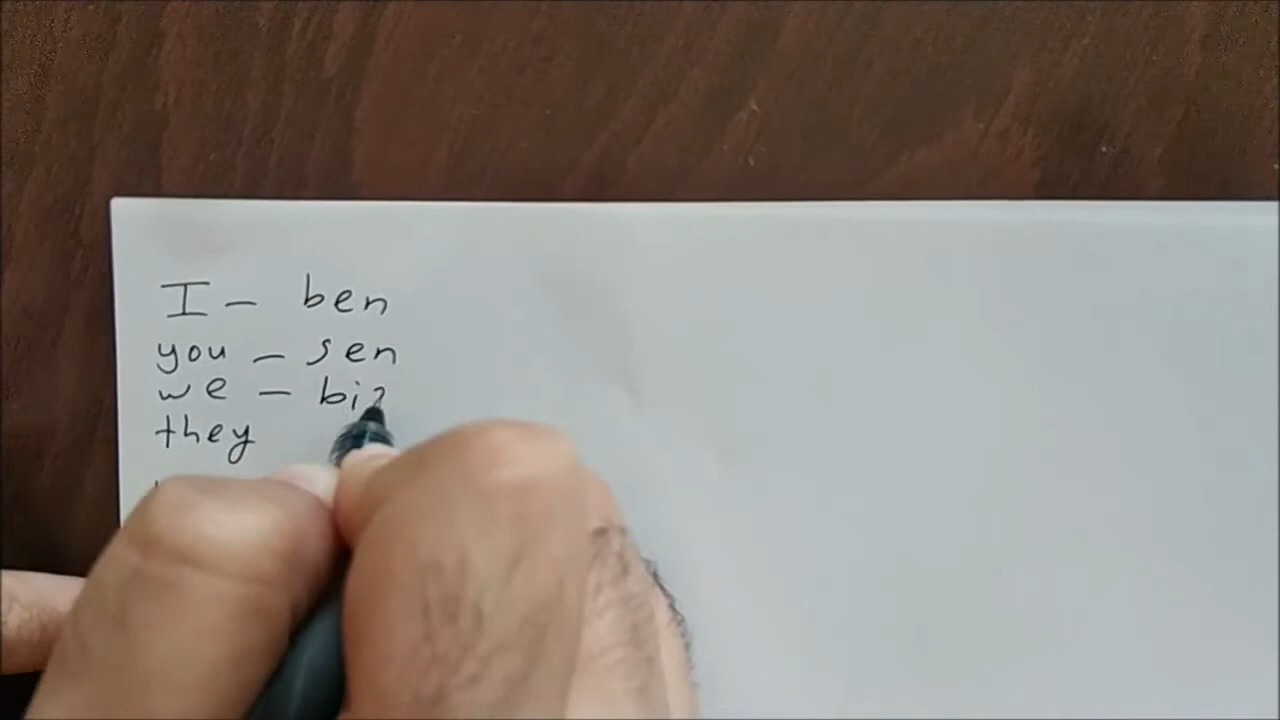 I - ben
you - sen
we - biz
they